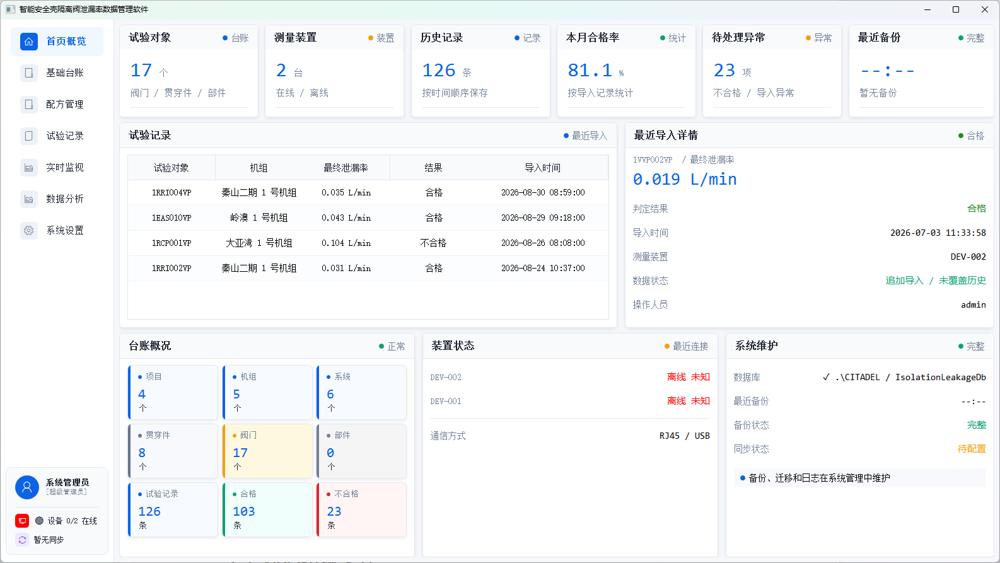 智能安全壳隔离阀泄漏率数据管理软件
首页概览
基础台账
配方管理
试验记录
实时监视
数据分析
系统设置
系统管理员
[超级管理员]
设备 0/2 在线
暂无同步
试验对象 台账
17 个
阀门 / 贯穿件 / 部件
测量装置 装置
2 台
在线 / 离线
历史记录 记录
126 条
按时间顺序保存
本月合格率 统计
81.1 %
按导入记录统计
待处理异常 异常
23 项
不合格 / 导入异常
最近备份 完整
--:--
暂无备份
试验记录 最近导入
试验对象 机组 最终泄漏率 结果 导入时间
1RRI004VP 秦山二期 1 号机组 0.035 L/min 合格 2026-08-30 08:59:00
1EAS010VP 岭澳 1 号机组 0.043 L/min 合格 2026-08-29 09:18:00
1RCP001VP 大亚湾 1 号机组 0.104 L/min 不合格 2026-08-26 08:08:00
1RRI002VP 秦山二期 1 号机组 0.031 L/min 合格 2026-08-24 10:37:00
最近导入详情 合格
1VVP002VP / 最终泄漏率
0.019 L/min
判定结果 合格
导入时间 2026-07-03 11:33:58
测量装置 DEV-002
数据状态 追加导入 / 未覆盖历史
操作人员 admin
台账概况 正常
项目
4
个
机组
5
个
系统
6
个
贯穿件
8
个
阀门
17
个
部件
0
个
试验记录
126
条
合格
103
条
不合格
23
条
装置状态 最近连接
DEV-002 离线 未知
DEV-001 离线 未知
通信方式 RJ45 / USB
系统维护 完整
数据库 ✓ .\CITADEL / IsolationLeakageDb
最近备份 --:--
备份状态 完整
同步状态 待配置
备份、迁移和日志在系统管理中维护